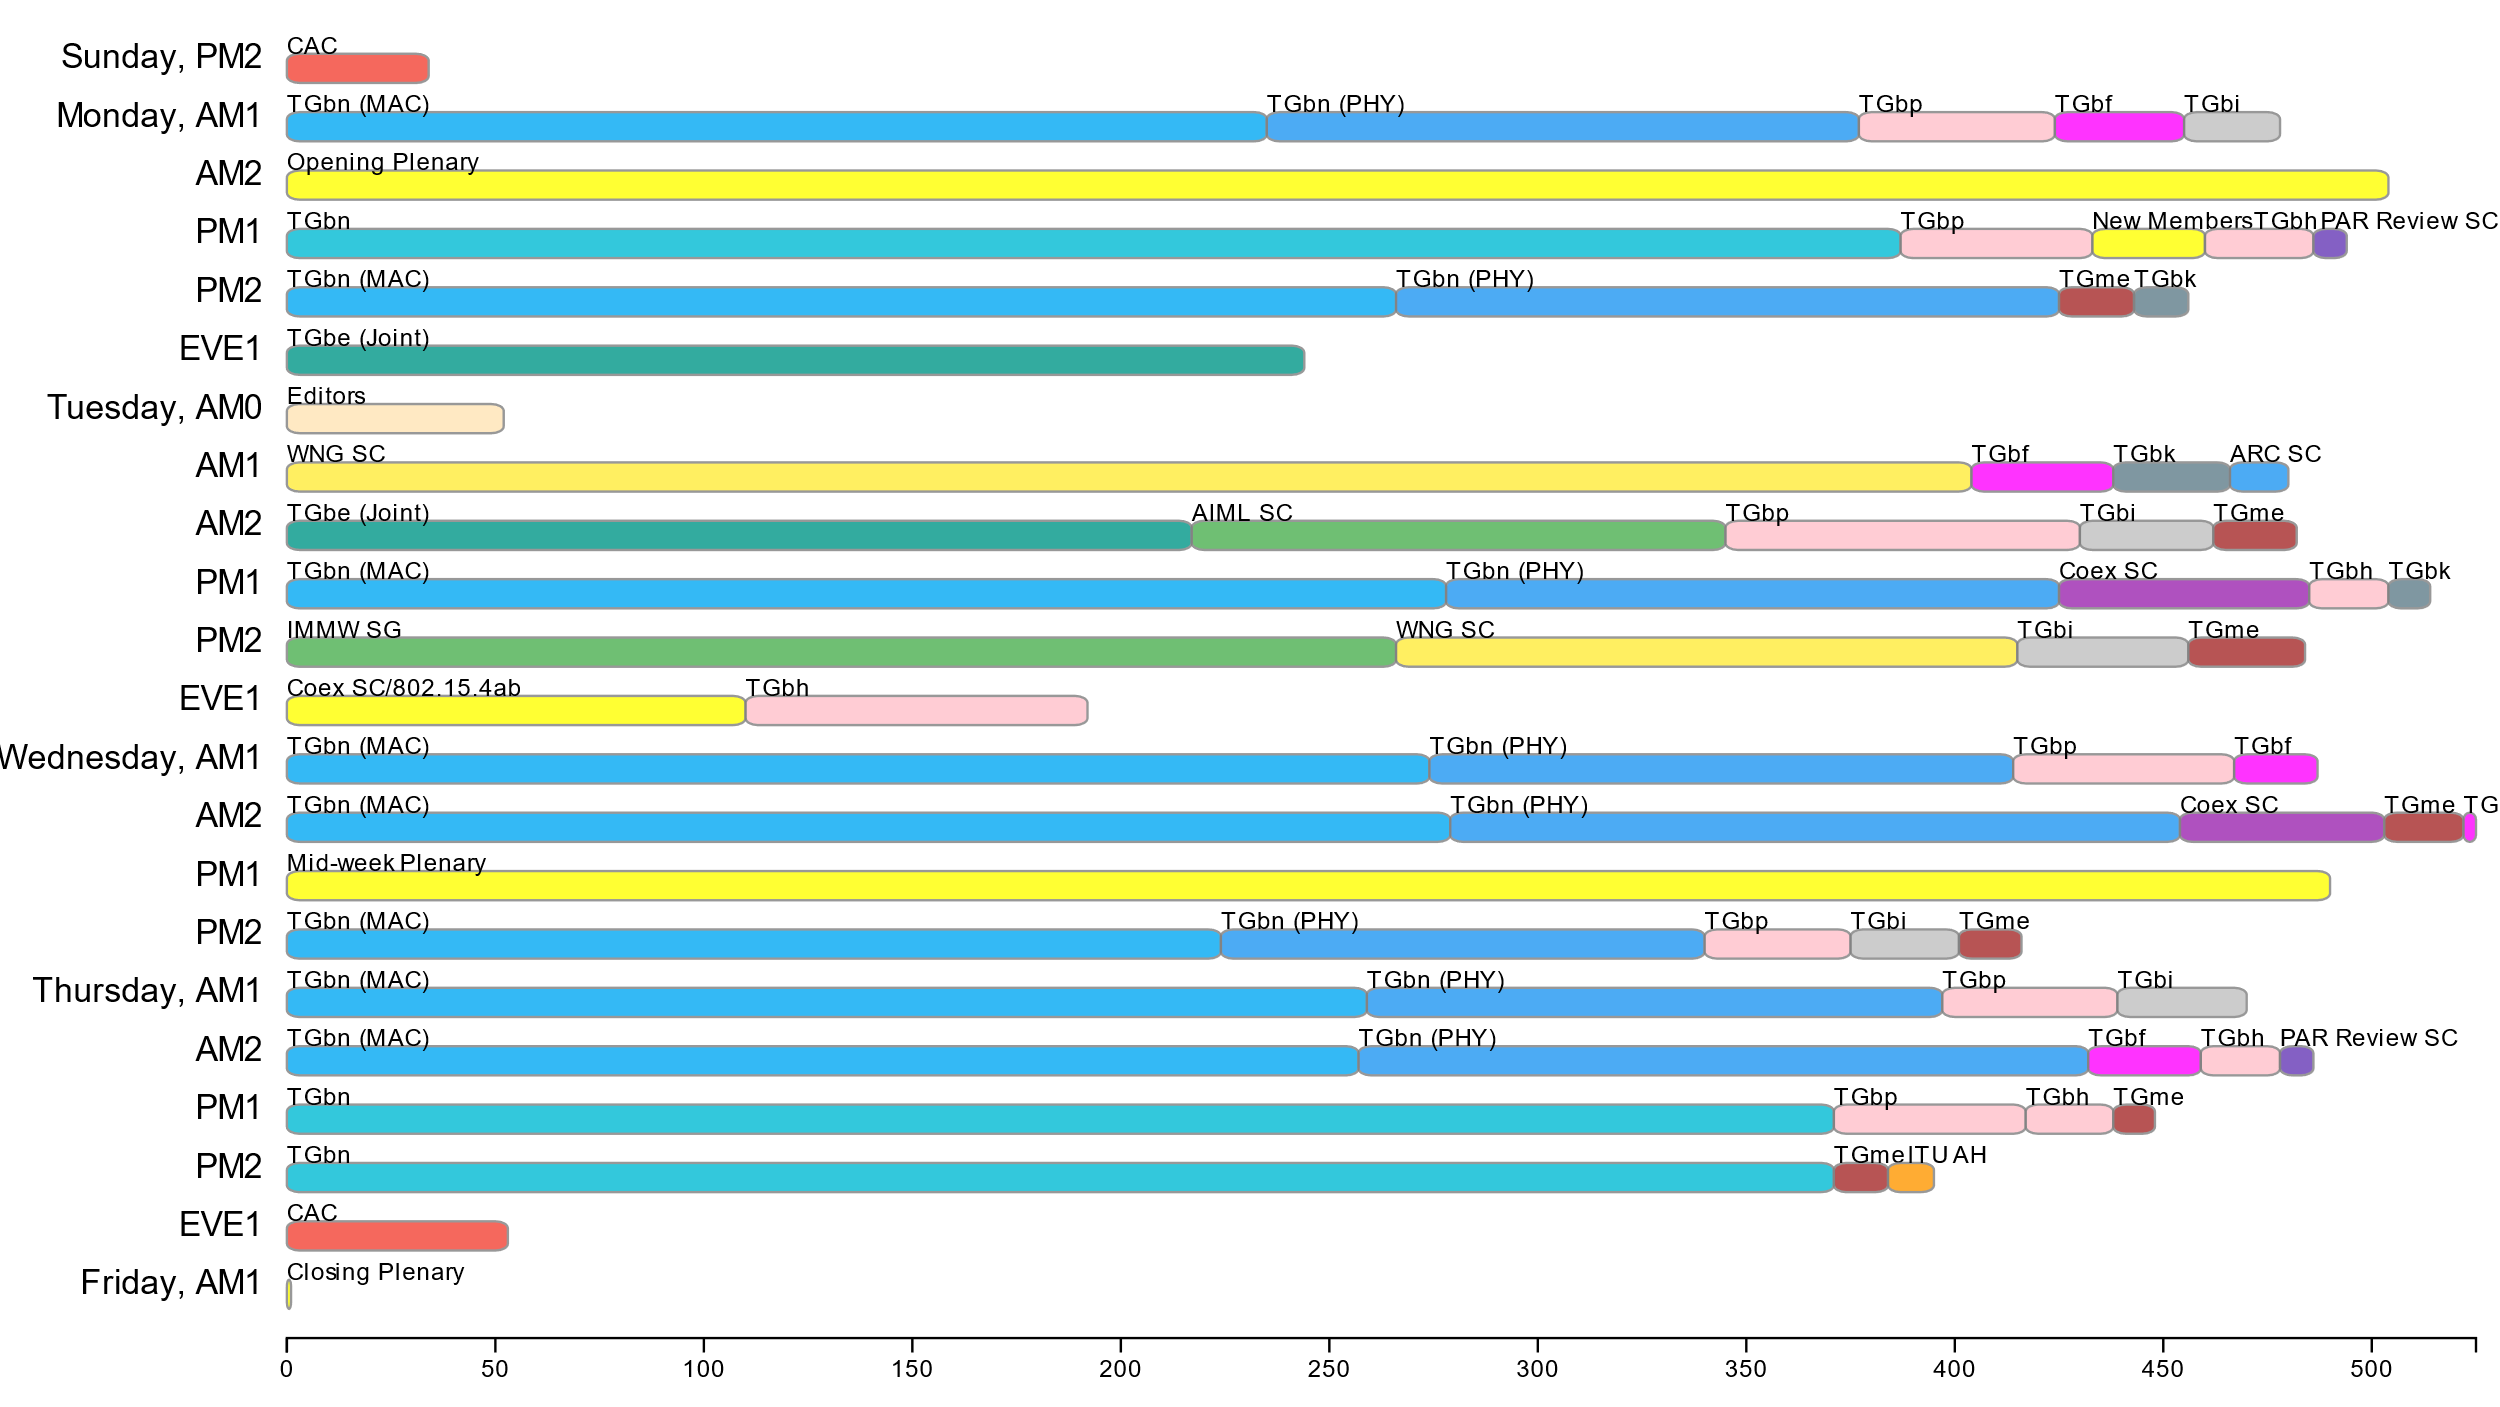 Sunday, PM2 CAC
Monday, AM1 TGbn (MAC) TGbn (PHY) TGbp TGbf TGbi
AM2 Opening Plenary
PM1 TGbn TGbp New Members TGbh PAR Review SC
PM2 TGbn (MAC) TGbn (PHY) TGme TGbk
EVE1 TGbe (Joint)
Tuesday, AM0 Editors
AM1 WNG SC TGbf TGbk ARC SC
AM2 TGbe (Joint) AIML SC TGbp TGbi TGme
PM1 TGbn (MAC) TGbn (PHY) Coex SC TGbh TGbk
PM2 IMMW SG WNG SC TGbi TGme
EVE1 Coex SC/802.15.4ab TGbh
Wednesday, AM1 TGbn (MAC) TGbn (PHY) TGbp TGbf
AM2 TGbn (MAC) TGbn (PHY) Coex SC TGme TG
PM1 Mid-week Plenary
PM2 TGbn (MAC) TGbn (PHY) TGbp TGbi TGme
Thursday, AM1 TGbn (MAC) TGbn (PHY) TGbp TGbi
AM2 TGbn (MAC) TGbn (PHY) TGbf TGbh PAR Review SC
PM1 TGbn TGbp TGbh TGme
PM2 TGbn TGme ITU AH
EVE1 CAC
Friday, AM1 Closing Plenary
0 50 100 150 200 250 300 350 400 450 500